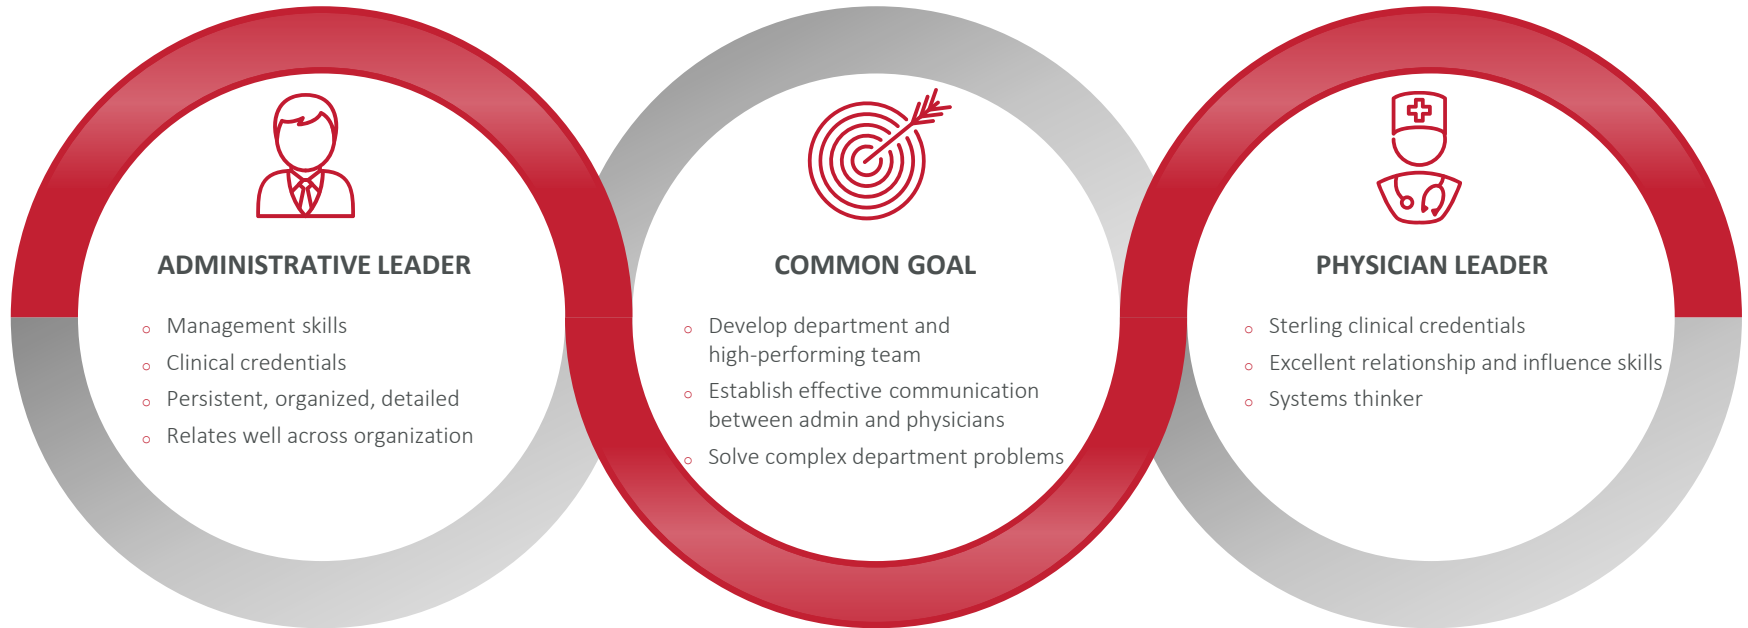 ADMINISTRATIVE LEADER
Management skills
Clinical credentials
Persistent, organized, detailed
Relates well across organization
COMMON GOAL
Develop department and
high-performing team
Establish effective communication
between admin and physicians
Solve complex department problems
PHYSICIAN LEADER
Sterling clinical credentials
Excellent relationship and influence skills
Systems thinker